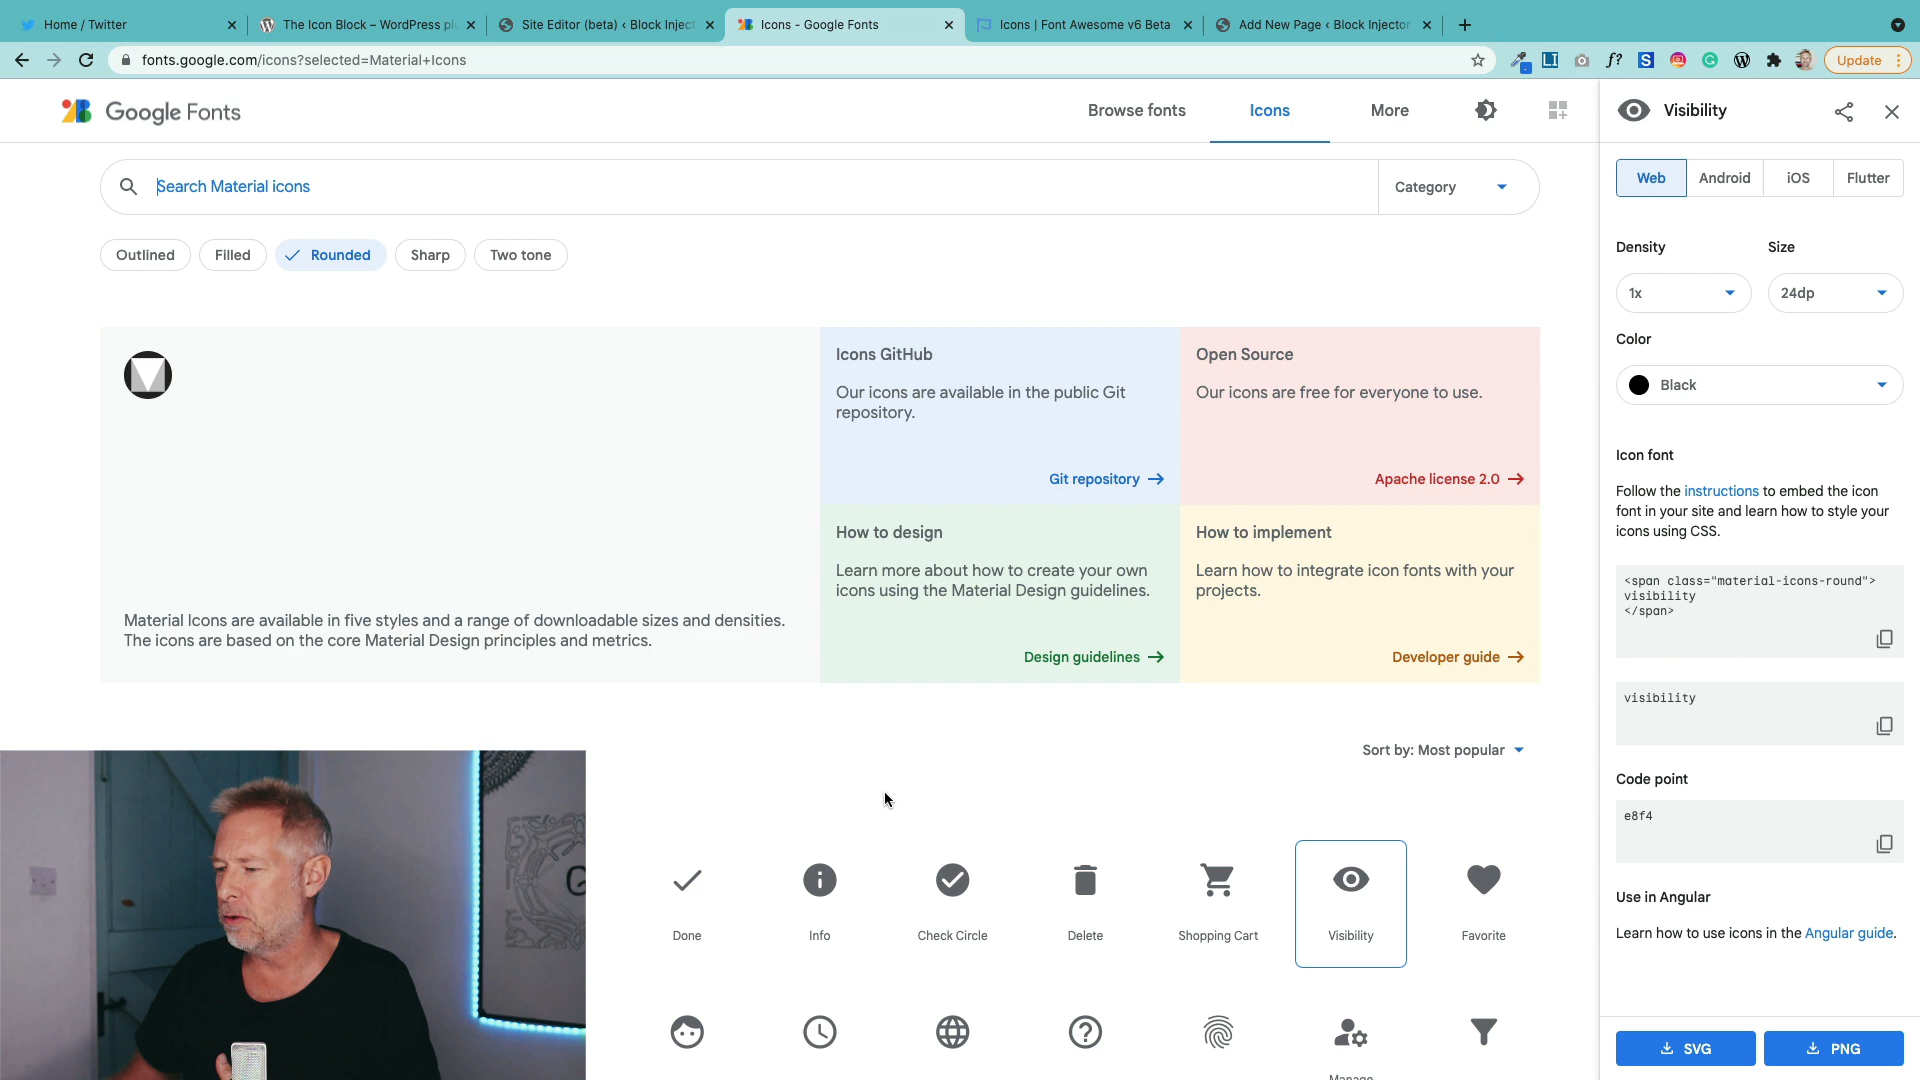 Home / Twitter
The Icon Block – WordPress pl
Site Editor (beta) ‹ Block Inject
Icons - Google Fonts
Icons | Font Awesome v6 Beta
Add New Page ‹ Block Injector
fonts.google.com/icons?selected=Material+Icons
Update
Google Fonts
Browse fonts
Icons
More
Visibility
Search Material icons
Category
Web
Android
iOS
Flutter
Outlined
Filled
Rounded
Sharp
Two tone
Density
Size
1x
24dp
Color
Black
Icons GitHub
Our icons are available in the public Git
repository.
Git repository
Open Source
Our icons are free for everyone to use.
Apache license 2.0
Material Icons are available in five styles and a range of downloadable sizes and densities.
The icons are based on the core Material Design principles and metrics.
How to design
Learn more about how to create your own
icons using the Material Design guidelines.
Design guidelines
How to implement
Learn how to integrate icon fonts with your
projects.
Developer guide
Icon font
Follow the instructions to embed the icon
font in your site and learn how to style your
icons using CSS.
<span class="material-icons-round">
visibility
</span>
visibility
Code point
e8f4
Use in Angular
Learn how to use icons in the Angular guide.
Sort by: Most popular
Done
Info
Check Circle
Delete
Shopping Cart
Visibility
Favorite
Manage
SVG
PNG